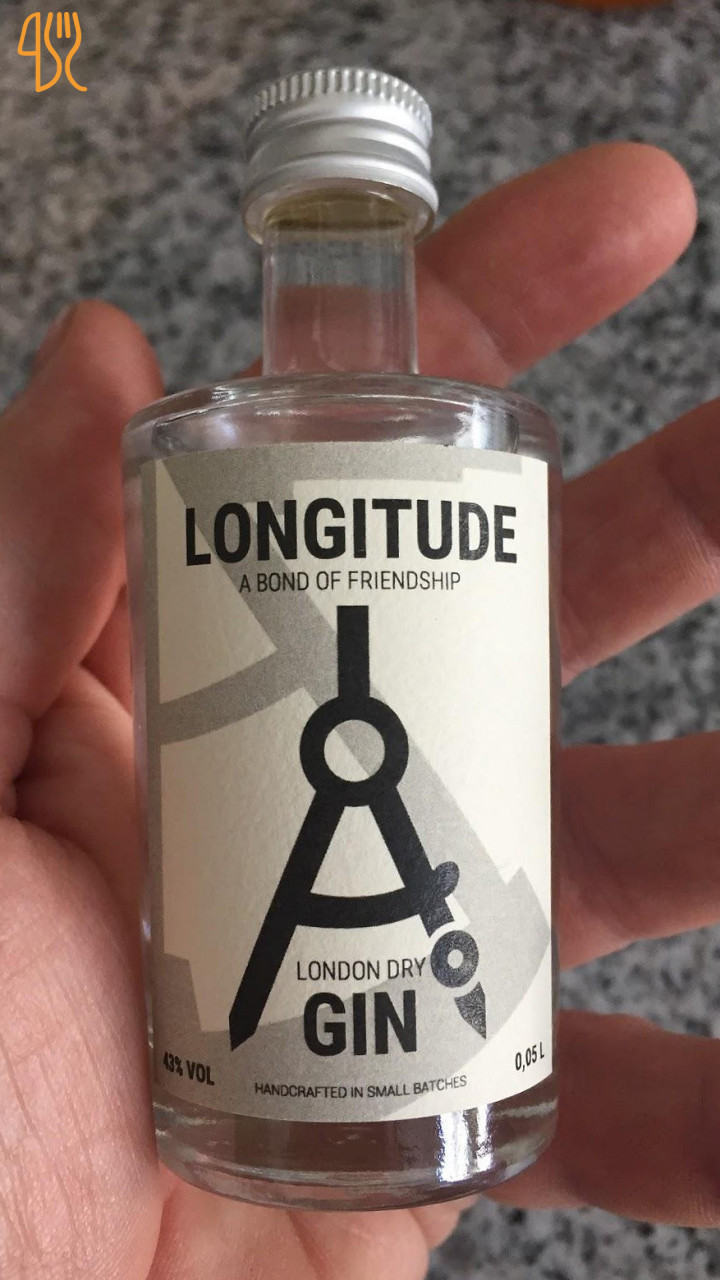 LONGITUDE
A BOND OF FRIENDSHIP
LONDON DRY
GIN
43% VOL
0,05 L
HANDCRAFTED IN SMALL BATCHES